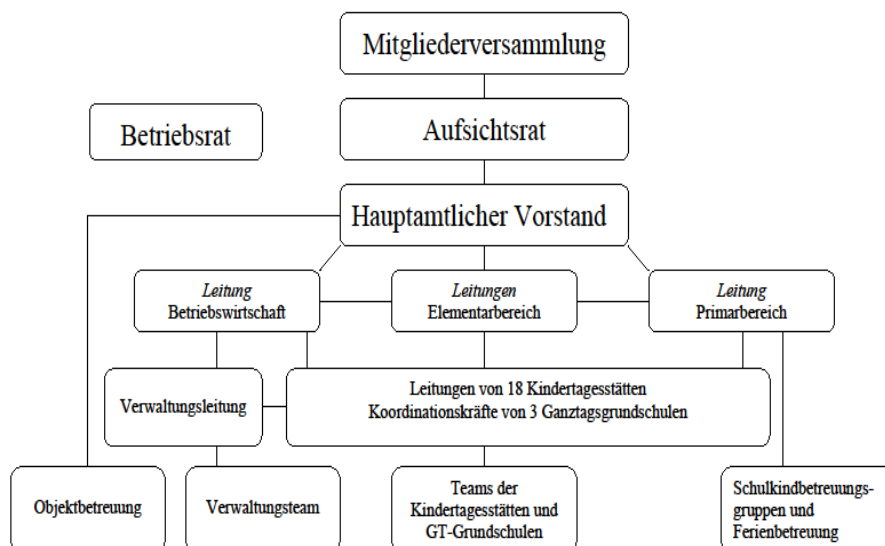 Mitgliederversammlung
Betriebsrat
Aufsichtsrat
Hauptamtlicher Vorstand
Leitung
Betriebswirtschaft
Leitungen
Elementarbereich
Leitung
Primarbereich
Verwaltungsleitung
Leitungen von 18 Kindertagesstätten
Koordinationskräfte von 3 Ganztagsgrundschulen
Objektbetreuung
Verwaltungsteam
Teams der
Kindertagesstätten und
GT-Grundschulen
Schulkindbetreuungs-
gruppen und
Ferienbetreuung